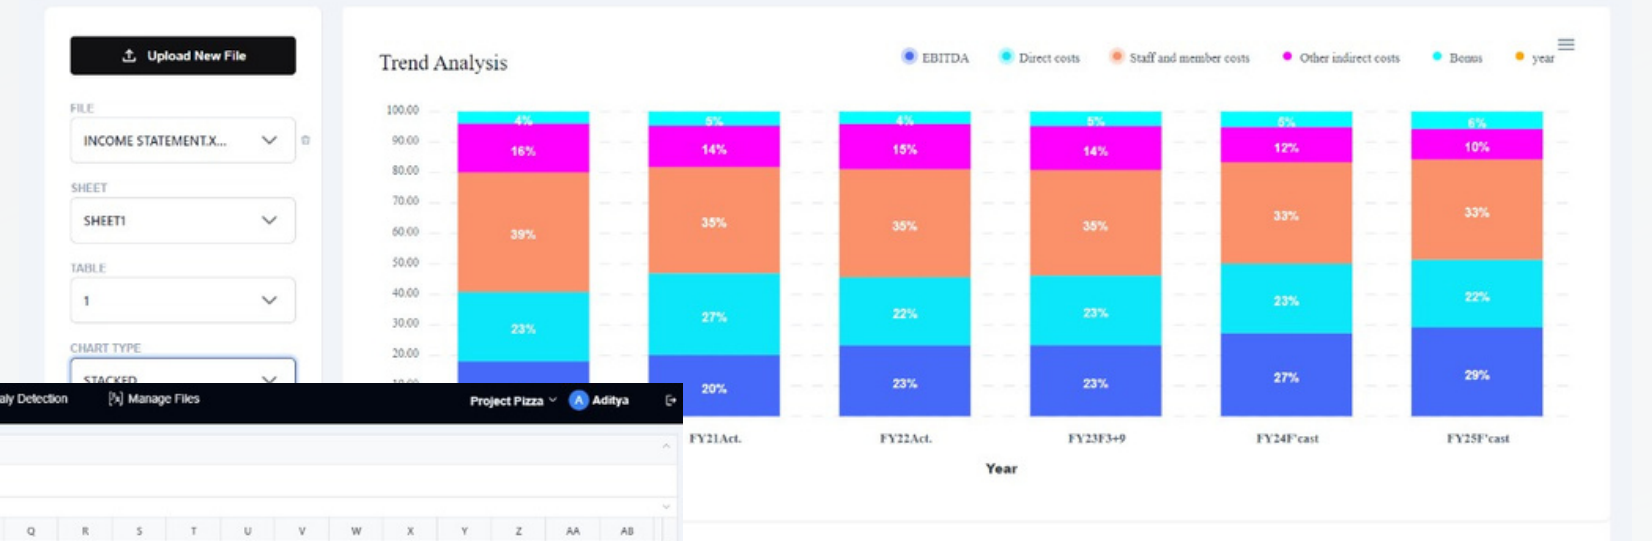 Upload New File
FILE
INCOME STATEMENT.X...
SHEET
SHEET1
TABLE
1
CHART TYPE
STACKED
Trend Analysis
EBITDA Direct costs Staff and member costs Other indirect costs Bonus year
100.00
90.00
80.00
70.00
60.00
50.00
40.00
30.00
20.00
4% 5% 4% 5% 5% 6%
16% 14% 15% 14% 12% 10%
39% 35% 35% 35% 33% 33%
23% 27% 22% 23% 23% 22%
20% 23% 23% 27% 29%
FY21Act. FY22Act. FY23F3+9 FY24F'cast FY25F'cast
Year
aly Detection Manage Files Project Pizza A Aditya
Q R S T U V W X Y Z AA AB